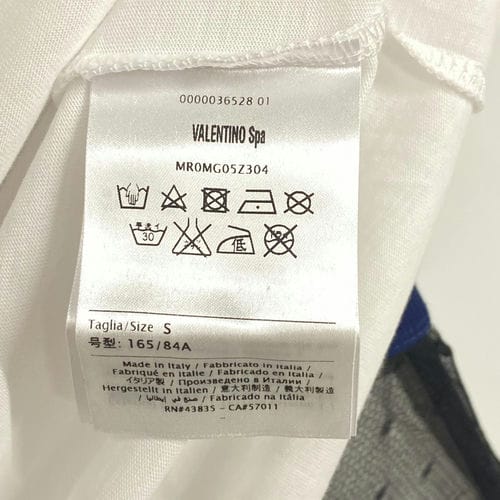 0000036528 01
VALENTINO Spa
MR0MG05Z304
30 低
Taglia/Size S
号型: 165/84A
Made in Italy / Fabbricato in Italia /
Fabriqué en Italie / Fabricado en Italia /
イタリア製 / Произведено в Италии /
Hergestellt in Italien / 意大利制造 / 義大利製造
صنع في إيطاليا / Fabricado na Itália
RN#43835 - CA#57011